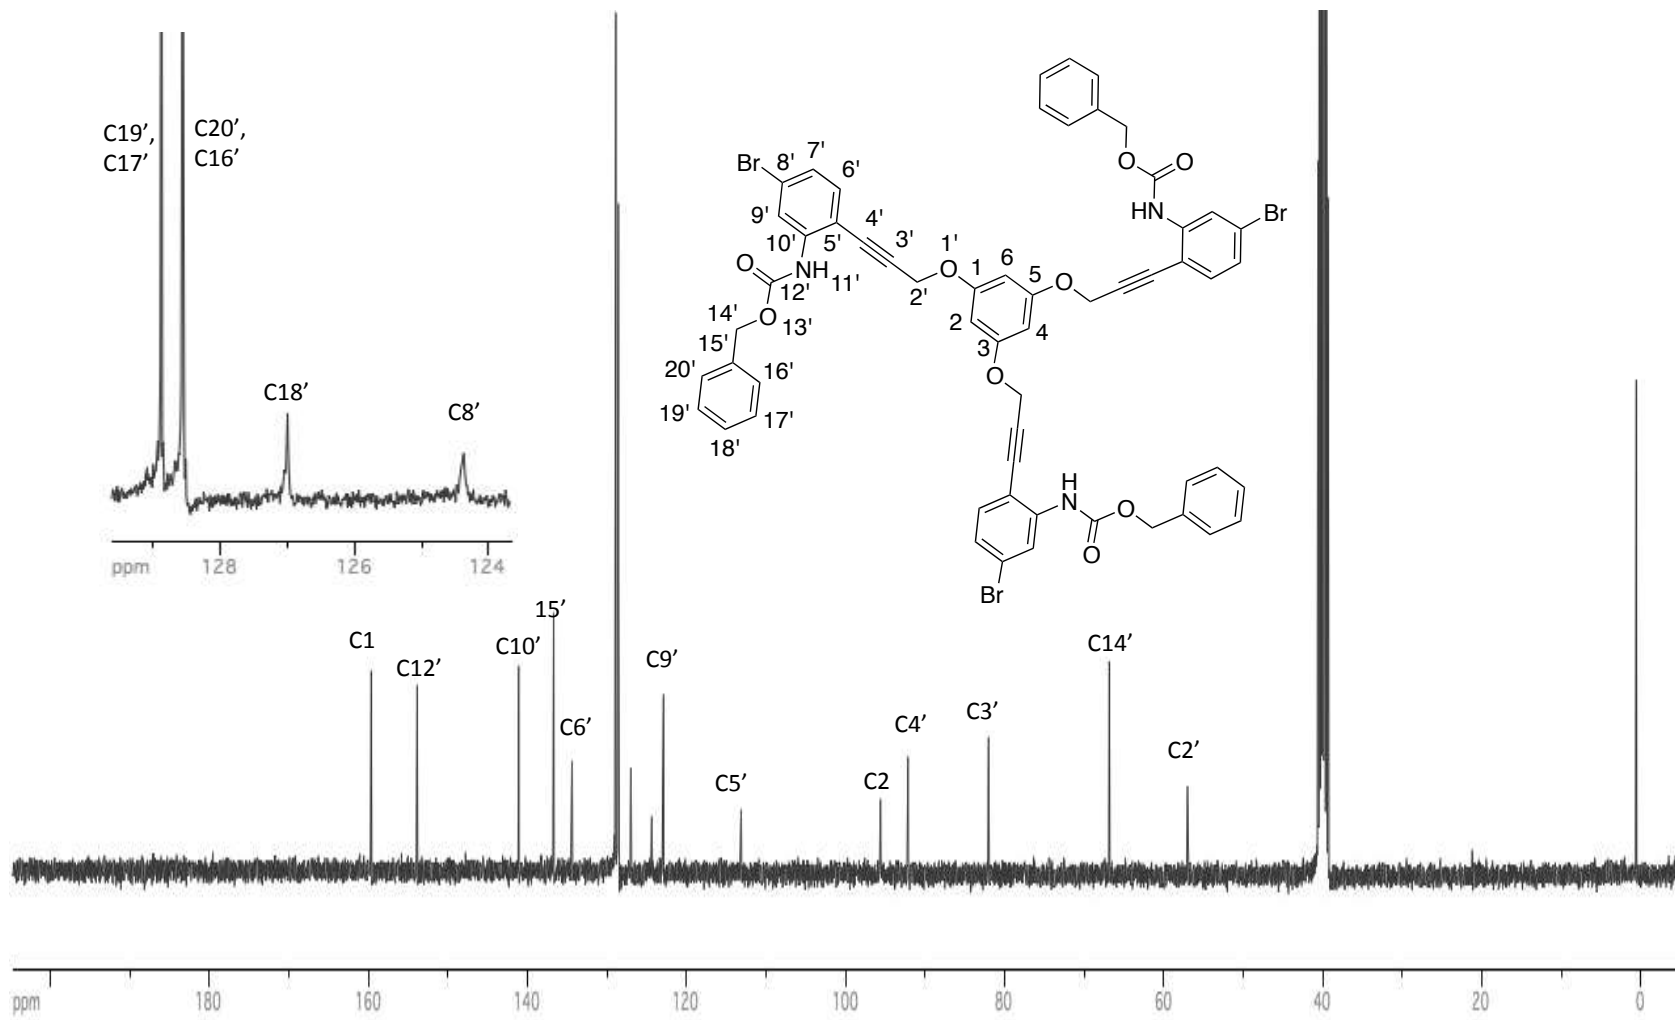 C19’,
C17’
C20’,
C16’
C18’
C8’
ppm 128 126 124
O
O
HN
Br
Br
8'
7'
6'
9'
10'
5'
4'
3'
1'
O
2'
1
6
5
O
2
4
3
O
O
NH
11'
12'
O
13'
14'
15'
20'
16'
19'
17'
18'
H
N
O
O
Br
C1
C12’
C10’
15’
C6’
C9’
C5’
C2
C4’
C3’
C14’
C2’
ppm 180 160 140 120 100 80 60 40 20 0